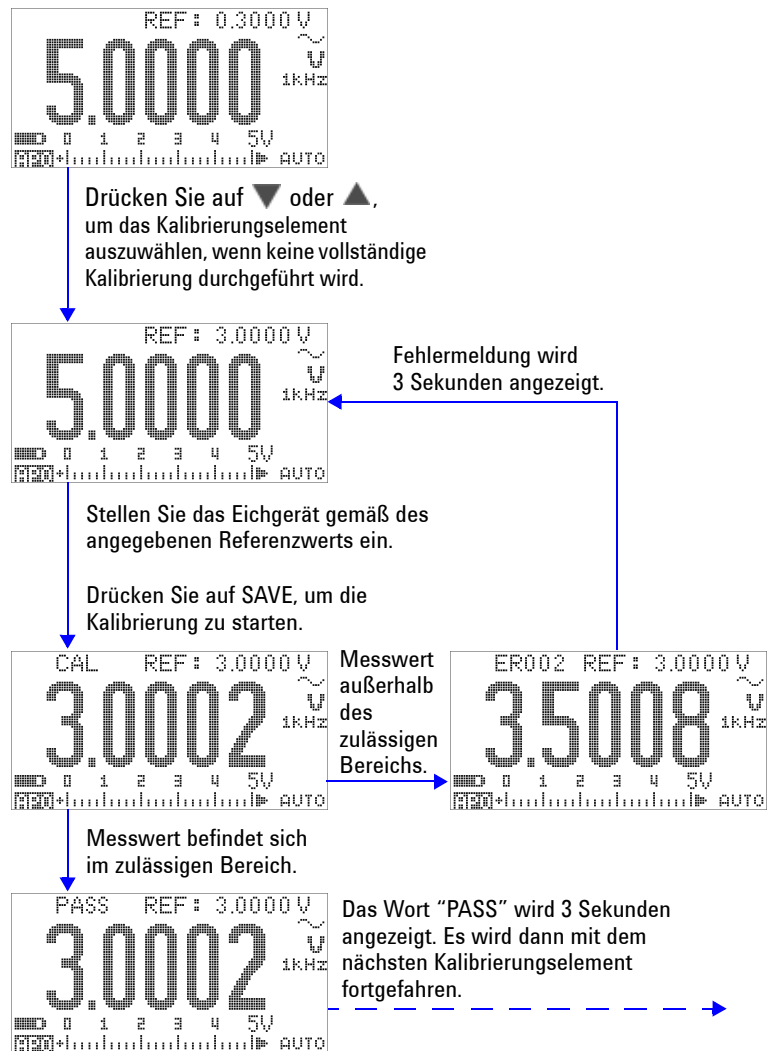 REF: 0.3000 V
5.0000
V
1kHz
0 1 2 3 4 5V
APO AUTO
Drücken Sie auf ▼ oder ▲,
um das Kalibrierungselement
auszuwählen, wenn keine vollständige
Kalibrierung durchgeführt wird.
REF: 3.0000 V
5.0000
V
1kHz
0 1 2 3 4 5V
APO AUTO
Fehlermeldung wird
3 Sekunden angezeigt.
Stellen Sie das Eichgerät gemäß des
angegebenen Referenzwerts ein.
Drücken Sie auf SAVE, um die
Kalibrierung zu starten.
CAL REF: 3.0000 V
3.0002
V
1kHz
0 1 2 3 4 5V
APO AUTO
Messwert
außerhalb
des
zulässigen
Bereichs.
ER002 REF: 3.0000 V
3.5008
V
1kHz
0 1 2 3 4 5V
APO AUTO
Messwert befindet sich
im zulässigen Bereich.
PASS REF: 3.0000 V
3.0002
V
1kHz
0 1 2 3 4 5V
APO AUTO
Das Wort “PASS” wird 3 Sekunden
angezeigt. Es wird dann mit dem
nächsten Kalibrierungselement
fortgefahren.